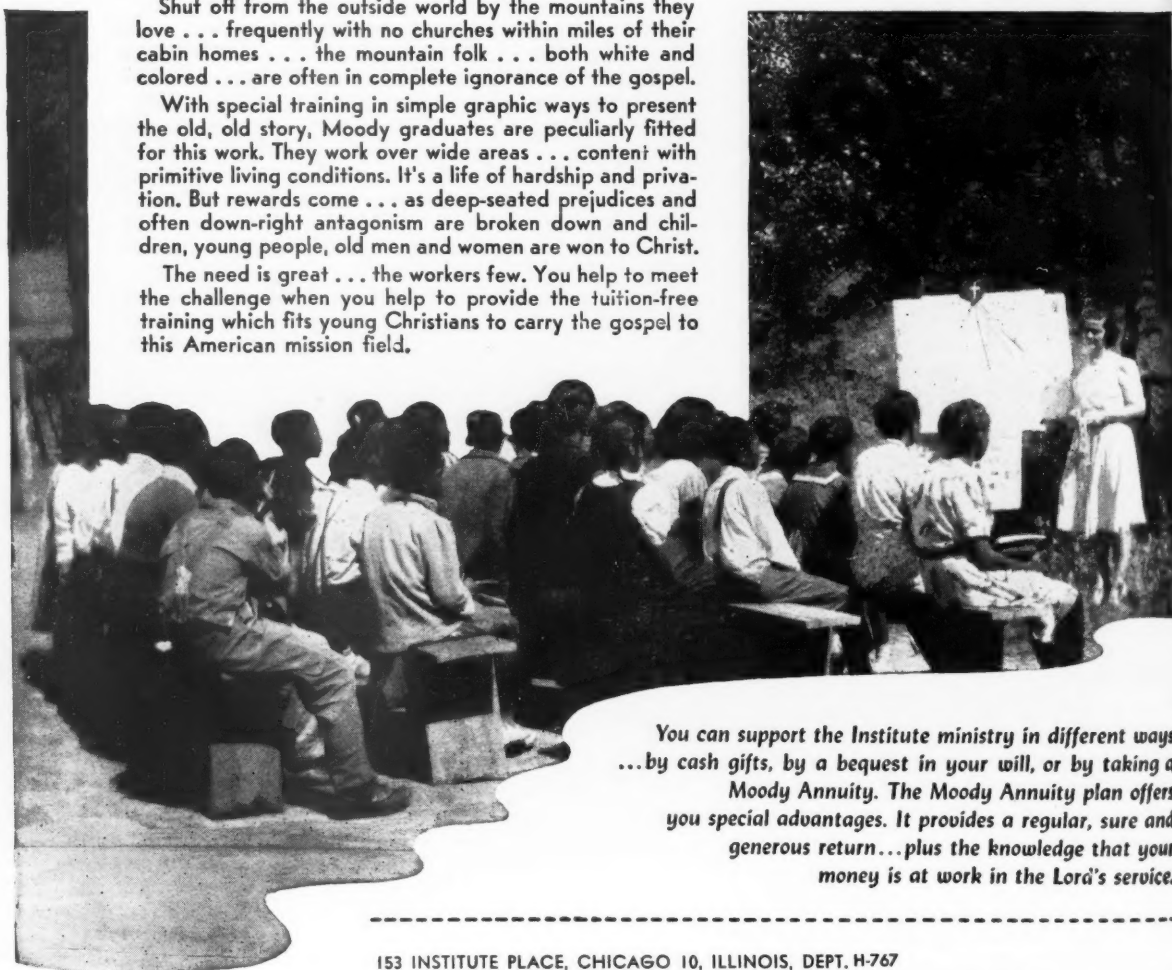 Shut off from the outside world by the mountains they
love . . . frequently with no churches within miles of their
cabin homes . . . the mountain folk . . . both white and
colored . . . are often in complete ignorance of the gospel.
With special training in simple graphic ways to present
the old, old story, Moody graduates are peculiarly fitted
for this work. They work over wide areas . . . content with
primitive living conditions. It's a life of hardship and priva-
tion. But rewards come . . . as deep-seated prejudices and
often down-right antagonism are broken down and chil-
dren, young people, old men and women are won to Christ.
The need is great . . . the workers few. You help to meet
the challenge when you help to provide the tuition-free
training which fits young Christians to carry the gospel to
this American mission field.
You can support the Institute ministry in different ways
...by cash gifts, by a bequest in your will, or by taking a
Moody Annuity. The Moody Annuity plan offers
you special advantages. It provides a regular, sure and
generous return...plus the knowledge that your
money is at work in the Lord's service.
153 INSTITUTE PLACE, CHICAGO 10, ILLINOIS, DEPT. H-767